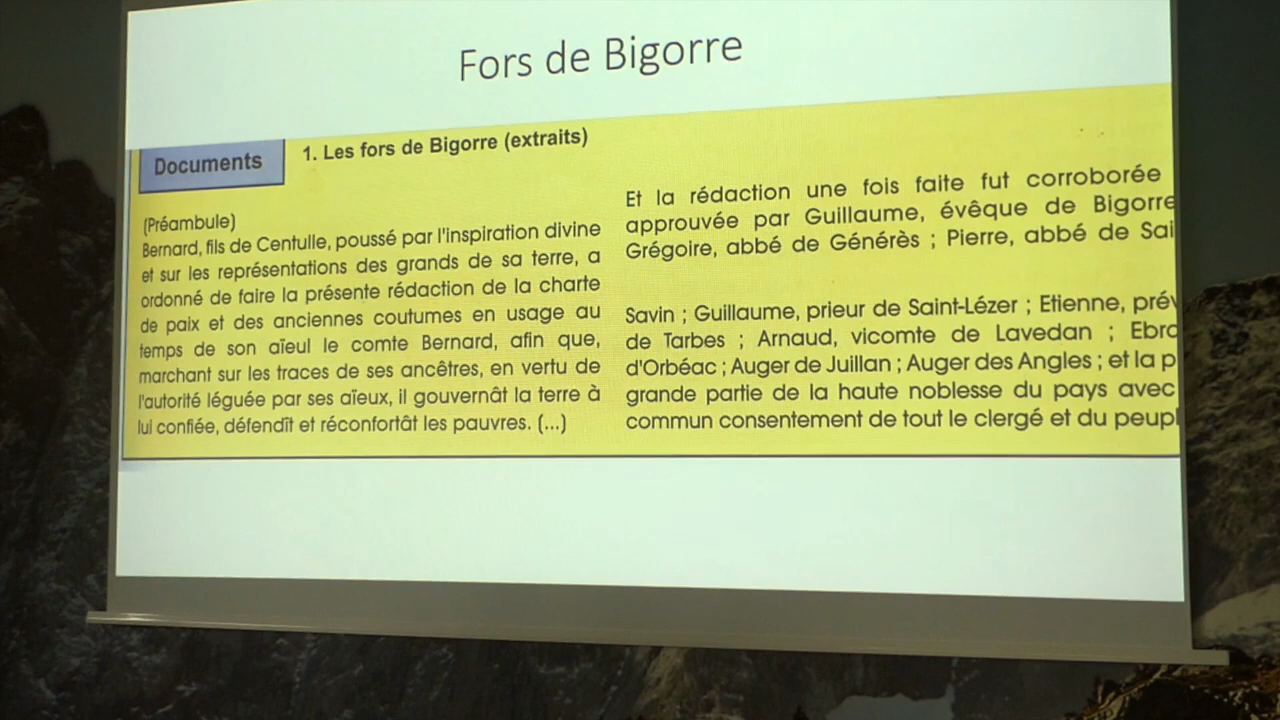 Fors de Bigorre
Documents
1. Les fors de Bigorre (extraits)
(Préambule)
Bernard, fils de Centulle, poussé par l'inspiration divine
et sur les représentations des grands de sa terre, a
ordonné de faire la présente rédaction de la charte
de paix et des anciennes coutumes en usage au
temps de son aïeul le comte Bernard, afin que,
marchant sur les traces de ses ancêtres, en vertu de
l'autorité léguée par ses aïeux, il gouvernât la terre à
lui confiée, défendît et réconfortât les pauvres. (...)
Et la rédaction une fois faite fut corroborée
approuvée par Guillaume, évêque de Bigorre
Grégoire, abbé de Générès ; Pierre, abbé de Sai
Savin ; Guillaume, prieur de Saint-Lézer ; Etienne, prév
de Tarbes ; Arnaud, vicomte de Lavedan ; Ebro
d'Orbéac ; Auger de Juillan ; Auger des Angles ; et la p
grande partie de la haute noblesse du pays avec
commun consentement de tout le clergé et du peupl